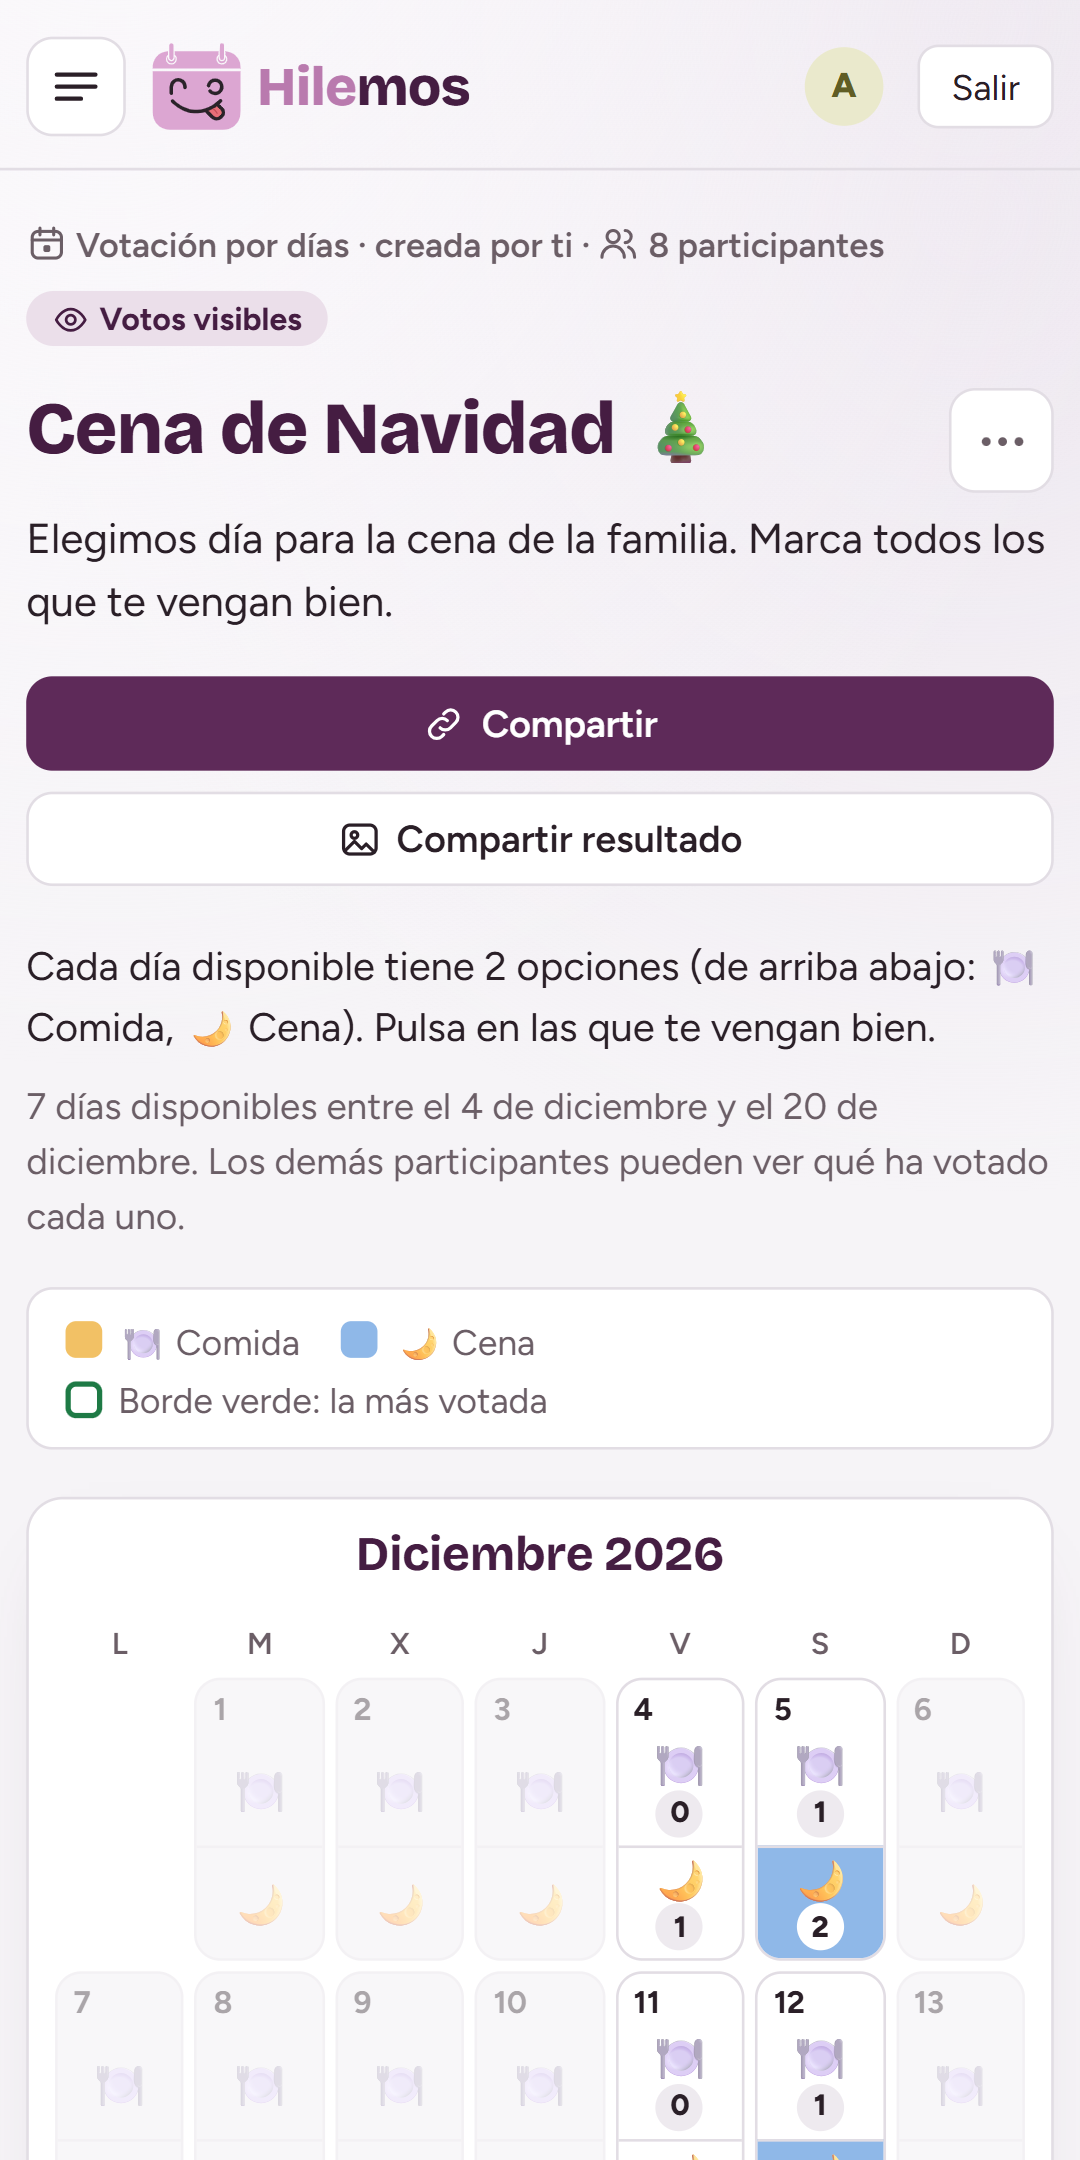 Hilemos
A
Salir
Votación por días · creada por ti · 8 participantes
Votos visibles
Cena de Navidad 🎄
Elegimos día para la cena de la familia. Marca todos los
que te vengan bien.
Compartir
Compartir resultado
Cada día disponible tiene 2 opciones (de arriba abajo: 🍽️
Comida, 🌙 Cena). Pulsa en las que te vengan bien.
7 días disponibles entre el 4 de diciembre y el 20 de
diciembre. Los demás participantes pueden ver qué ha votado
cada uno.
🍽️ Comida 🌙 Cena
Borde verde: la más votada
Diciembre 2026
L M X J V S D
1 2 3 4 5 6
0 1
1 2
7 8 9 10 11 12 13
0 1